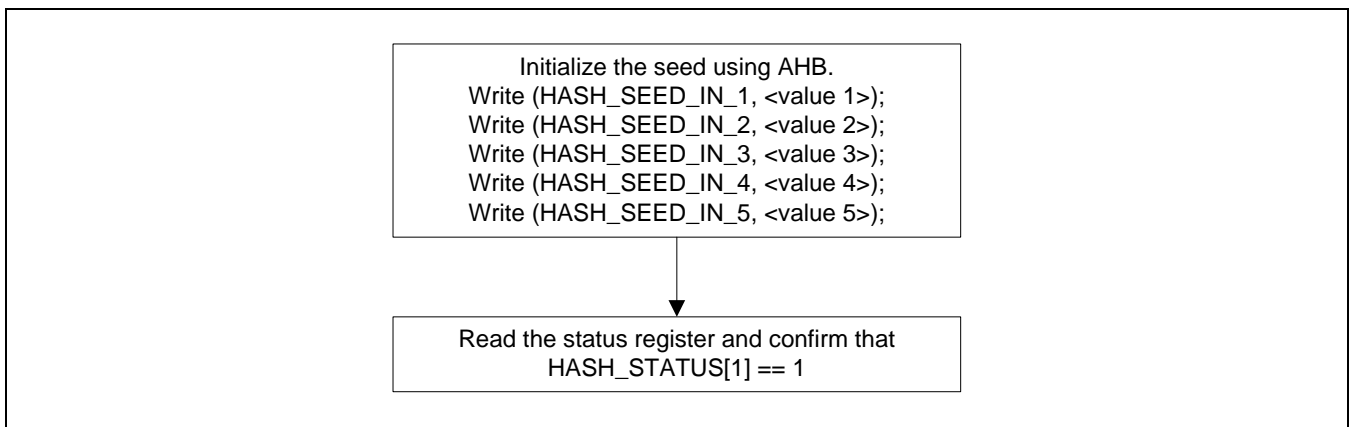 Initialize the seed using AHB.
Write (HASH_SEED_IN_1, <value 1>);
Write (HASH_SEED_IN_2, <value 2>);
Write (HASH_SEED_IN_3, <value 3>);
Write (HASH_SEED_IN_4, <value 4>);
Write (HASH_SEED_IN_5, <value 5>);
Read the status register and confirm that
HASH_STATUS[1] == 1